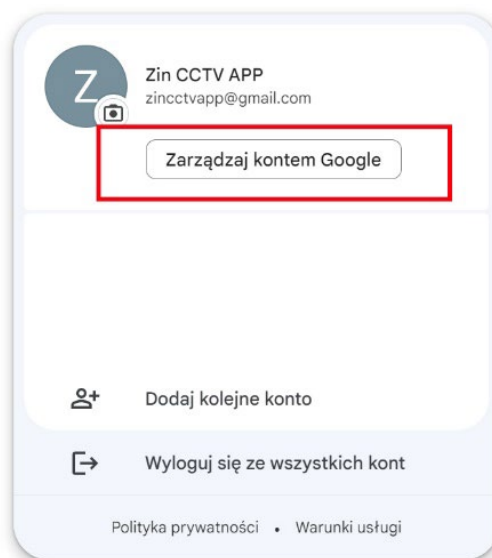 Z
Zin CCTV APP
zincctvapp@gmail.com
Zarządzaj kontem Google
Dodaj kolejne konto
Wyloguj się ze wszystkich kont
Polityka prywatności • Warunki usługi